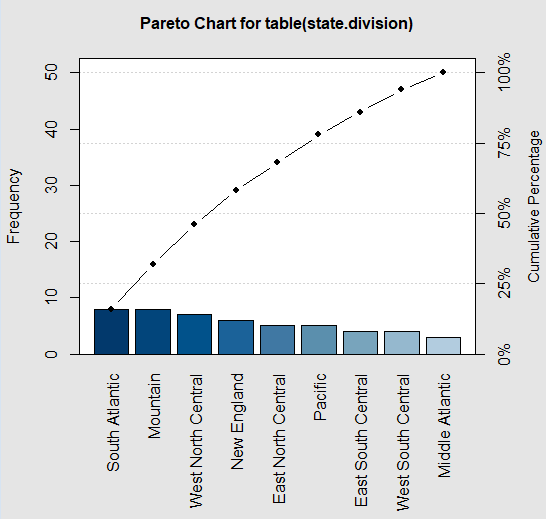 Pareto Chart for table(state.division)
Frequency
50
40
30
20
10
0
100%
75%
50%
25%
0%
Cumulative Percentage
South Atlantic
Mountain
West North Central
New England
East North Central
Pacific
East South Central
West South Central
Middle Atlantic